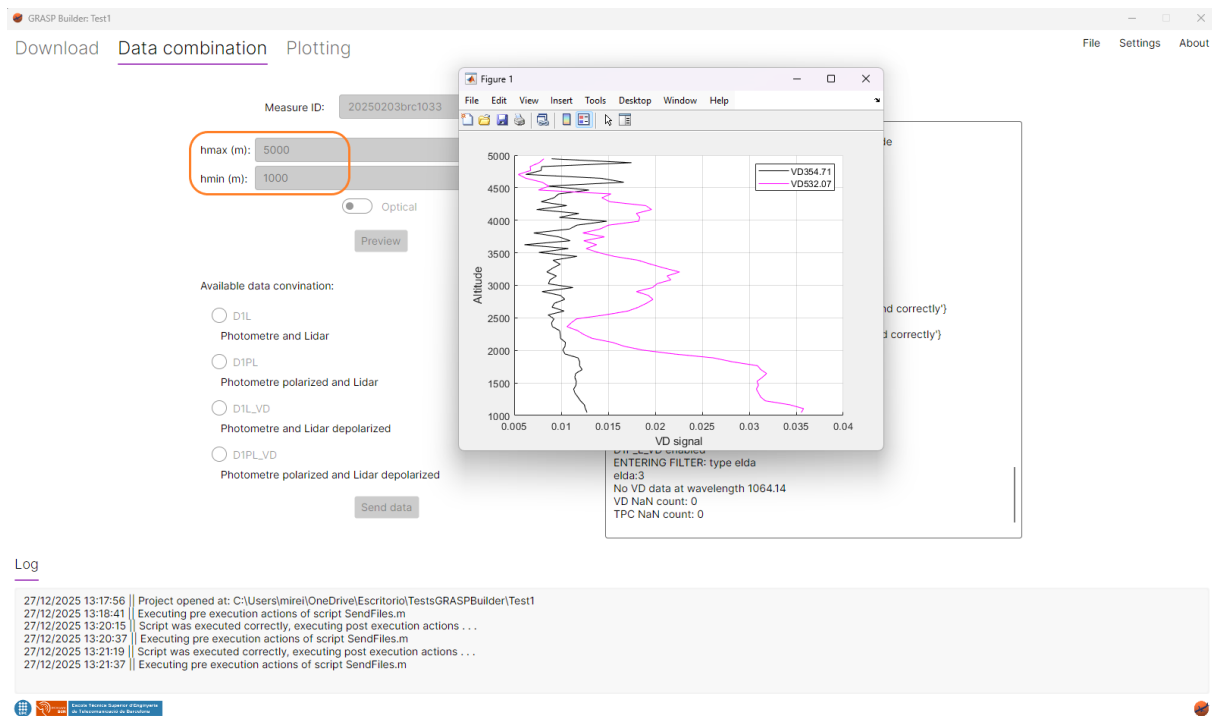 GRASP Builder: Test1
Download Data combination Plotting
File Settings About
Measure ID: 20250203brc1033
hmax (m): 5000
hmin (m): 1000
Optical
Preview
Available data convination:
D1L
Photometre and Lidar
D1PL
Photometre polarized and Lidar
D1L_VD
Photometre and Lidar depolarized
D1PL_VD
Photometre polarized and Lidar depolarized
Send data
Figure 1
File Edit View Insert Tools Desktop Window Help
VD354.71
VD532.07
5000
4500
4000
3500
3000
2500
2000
1500
1000
Altitude
0.005 0.01 0.015 0.02 0.025 0.03 0.035 0.04
VD signal
nd correctly'}
d correctly'}
ENTERING FILTER: type elda
elda:3
No VD data at wavelength 1064.14
VD NaN count: 0
TPC NaN count: 0
Log
27/12/2025 13:17:56 || Project opened at: C:\Users\mirei\OneDrive\Escritorio\TestsGRASPBuilder\Test1
27/12/2025 13:18:41 || Executing pre execution actions of script SendFiles.m
27/12/2025 13:20:15 || Script was executed correctly, executing post execution actions . . .
27/12/2025 13:20:37 || Executing pre execution actions of script SendFiles.m
27/12/2025 13:21:19 || Script was executed correctly, executing post execution actions . . .
27/12/2025 13:21:37 || Executing pre execution actions of script SendFiles.m
Escola Tècnica Superior d'Enginyeria
de Telecomunicació de Barcelona